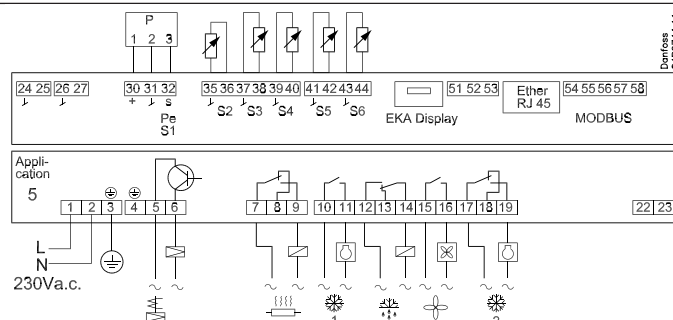 P
1 2 3
Danfoss
24 25 26 27 30 31 32 35 36 37 38 39 40 41 42 43 44 51 52 53 54 55 56 57 58
+ s
Pe
S1
S2 S3 S4 S5 S6
EKA Display
Ether
RJ 45
MODBUS
Appli-
cation
5
1 2 3 4 5 6 7 8 9 10 11 12 13 14 15 16 17 18 19 22 23
L
N
230Va.c.